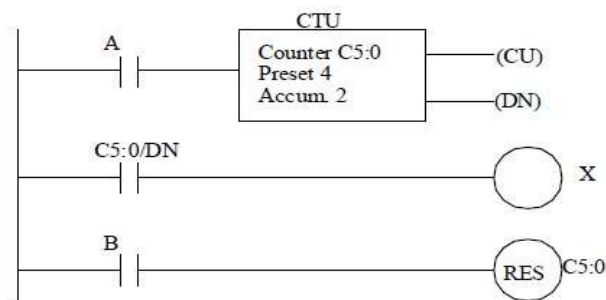 CTU
A
Counter C5:0
Preset 4
Accum. 2
(CU)
(DN)
C5:0/DN
X
B
RES
C5:0